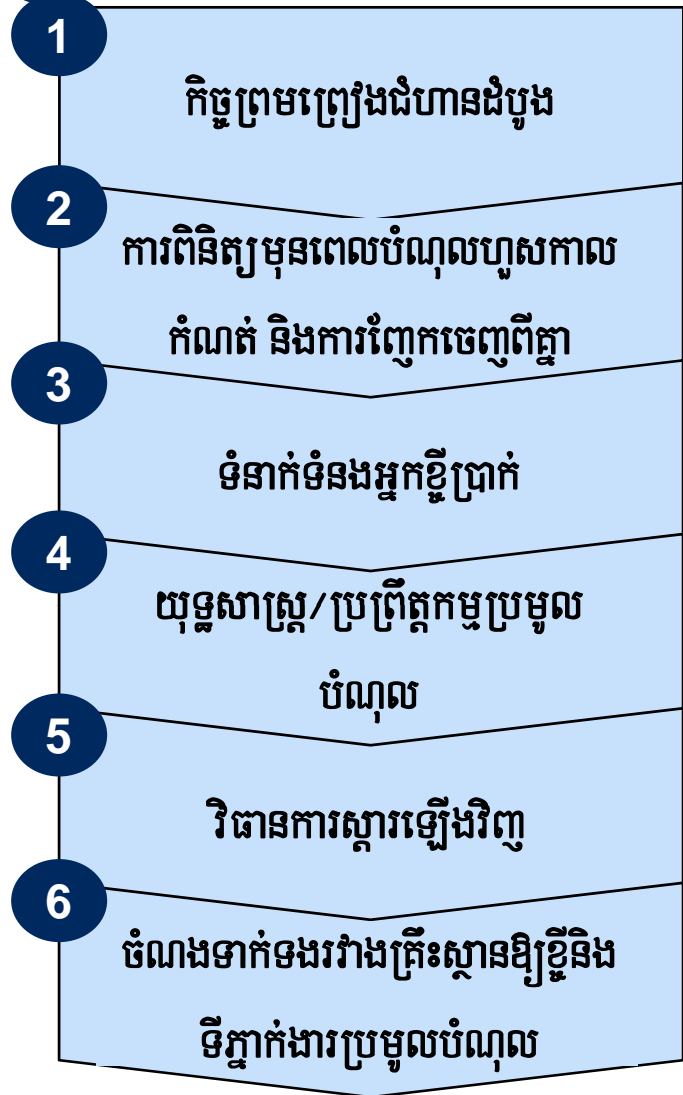 1
កិច្ចព្រមព្រៀងជំហានដំបូង
2
ការពិនិត្យមុនពេលបំណុលហួសកាល
កំណត់ និងការញែកចេញពីគ្នា
3
ទំនាក់ទំនងអ្នកខ្ចីប្រាក់
4
យុទ្ធសាស្ត្រ/ប្រព្រឹត្តកម្មប្រមូល
បំណុល
5
វិធានការស្តារឡើងវិញ
6
ចំណងទាក់ទងរវាងគ្រឹះស្ថានឱ្យខ្ចីនិង
ទីភ្នាក់ងារប្រមូលបំណុល